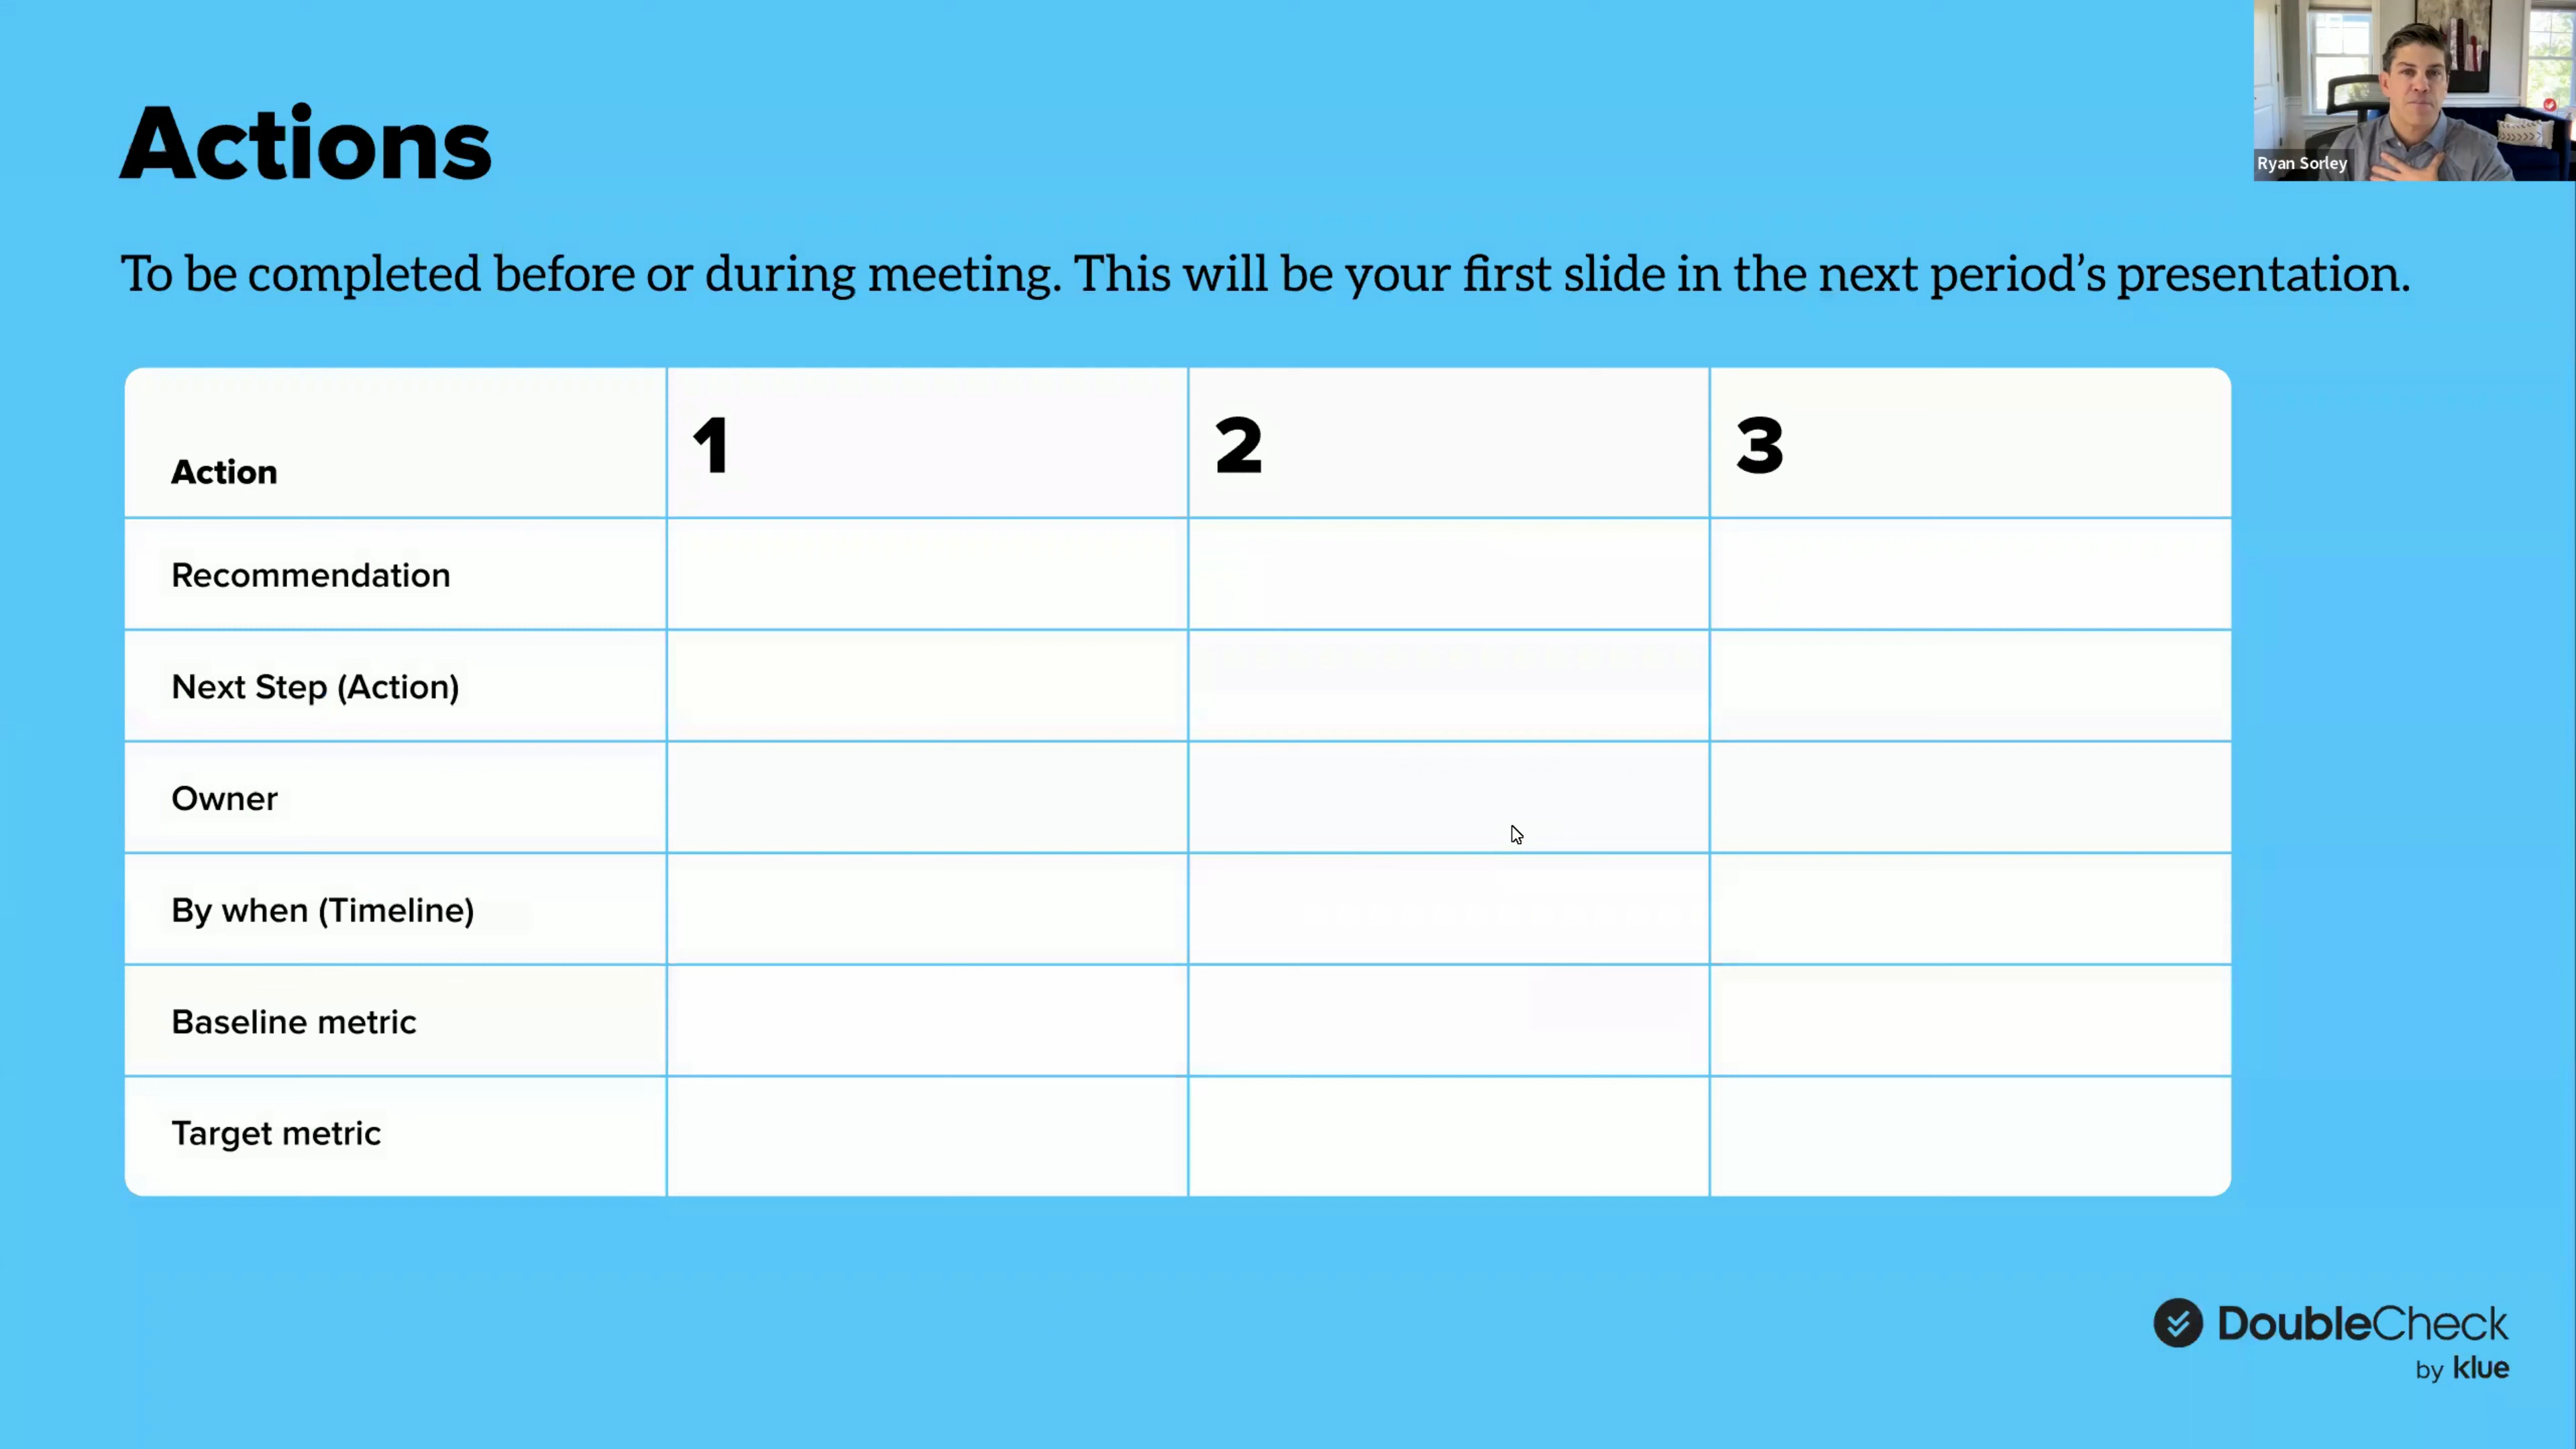 Actions
Ryan Sorley
To be completed before or during meeting. This will be your first slide in the next period’s presentation.
Action 1 2 3
Recommendation
Next Step (Action)
Owner
By when (Timeline)
Baseline metric
Target metric
DoubleCheck
by klue